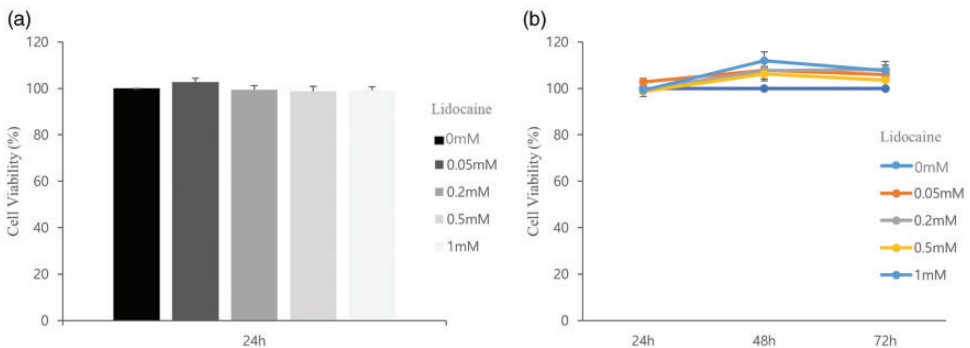 (a)
120
100
80
60
40
20
0
Cell Viability (%)
24h
Lidocaine
0mM
0.05mM
0.2mM
0.5mM
1mM
(b)
120
100
80
60
40
20
0
Cell Viability (%)
24h 48h 72h
Lidocaine
0mM
0.05mM
0.2mM
0.5mM
1mM